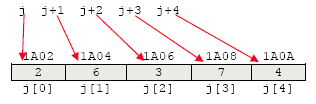 j j+1 j+2 j+3 j+4
1A02 1A04 1A06 1A08 1A0A
2 6 3 7 4
j[0] j[1] j[2] j[3] j[4]